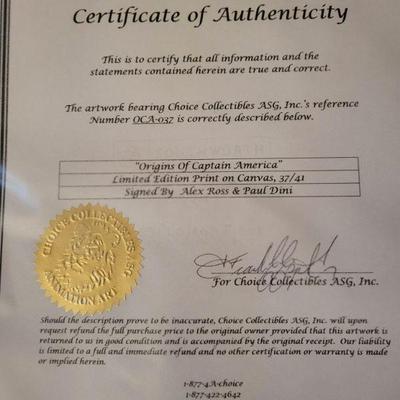 Certificate of Authenticity
This is to certify that all information and the
statements contained herein are true and correct.
The artwork bearing Choice Collectibles ASG, Inc.'s reference
Number OCA-037 is correctly described below.
"Origins Of Captain America"
Limited Edition Print on Canvas, 37/41
Signed By Alex Ross & Paul Dini
CHOICE COLLECTIBLES ASG
ANIMATION ART
For Choice Collectibles ASG, Inc.
Should the description prove to be inaccurate, Choice Collectibles ASG, Inc. will upon
request refund the full purchase price to the original owner provided that this artwork is
returned to us in good condition and is accompanied by the original receipt. Our liability
is limited to a full and immediate refund and no other certification or warranty is made
or implied herein.
1-877-4A-choice
1-877-422-4642